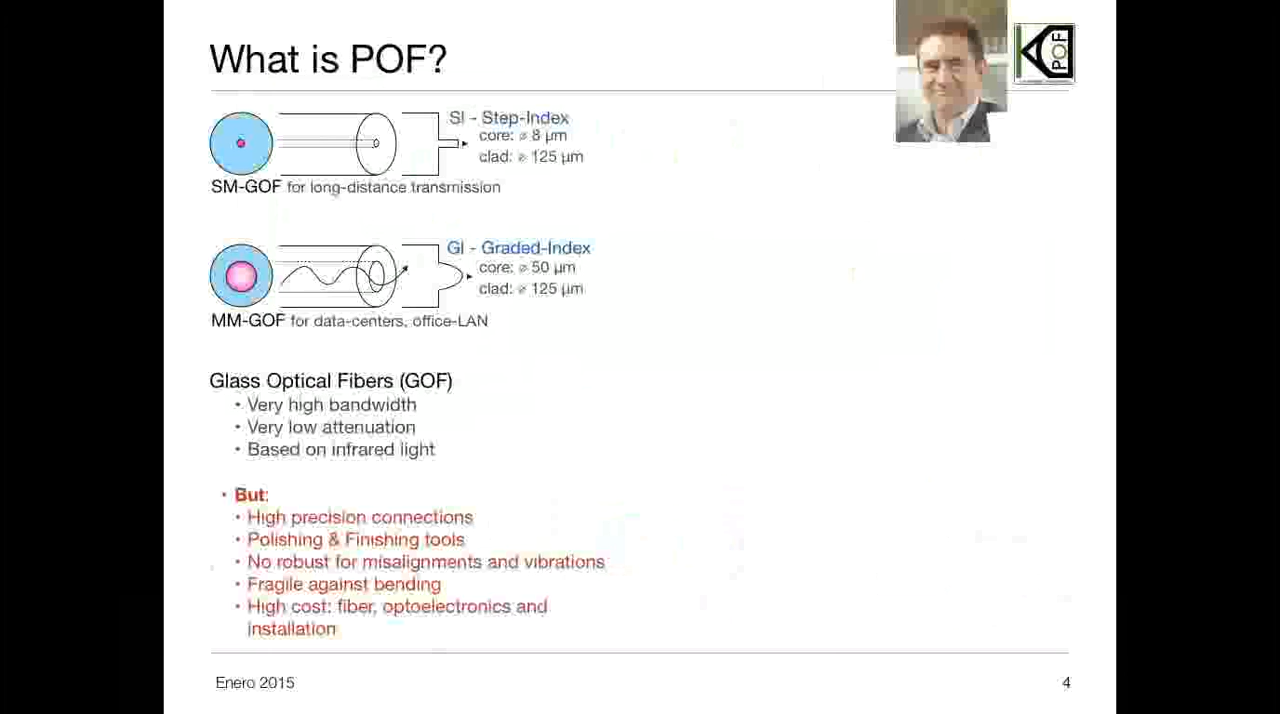 What is POF?
POF
SI - Step-Index
core: ⌀ 8 μm
clad: ⌀ 125 μm
SM-GOF for long-distance transmission
GI - Graded-Index
core: ⌀ 50 μm
clad: ⌀ 125 μm
MM-GOF for data-centers, office-LAN
Glass Optical Fibers (GOF)
• Very high bandwidth
• Very low attenuation
• Based on infrared light
• But:
• High precision connections
• Polishing & Finishing tools
• No robust for misalignments and vibrations
• Fragile against bending
• High cost: fiber, optoelectronics and
installation
Enero 2015
4